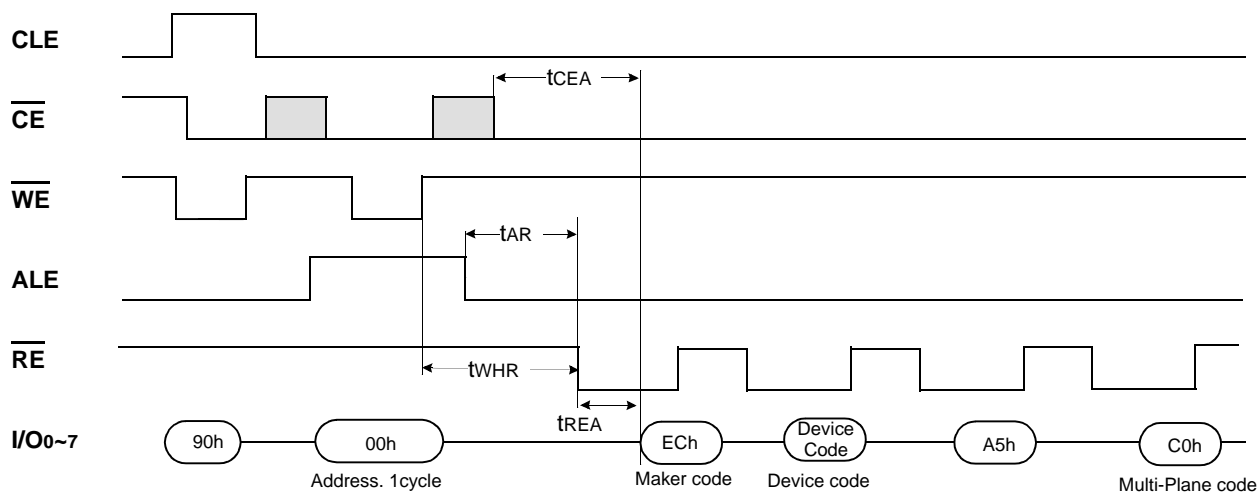 CLE
tCEA
CE
WE
tAR
ALE
RE
tWHR
tREA
I/O0~7
90h
00h
ECh
Device
Code
A5h
C0h
Address. 1cycle
Maker code
Device code
Multi-Plane code